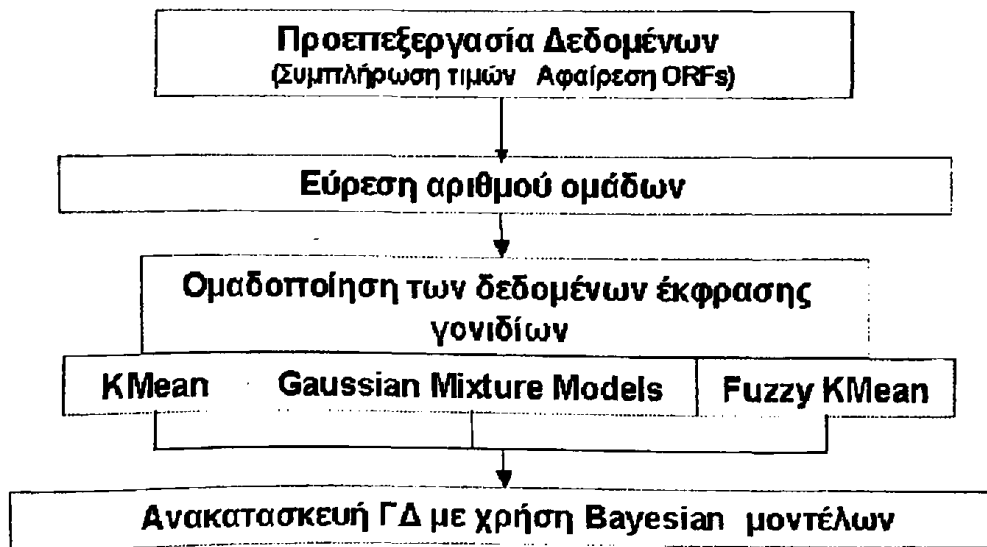 Προεπεξεργασία Δεδομένων
(Συμπλήρωση τιμών Αφαίρεση ORFs)
Εύρεση αριθμού ομάδων
Ομαδοποίηση των δεδομένων έκφρασης
γονιδίων
KMean Gaussian Mixture Models Fuzzy KMean
Ανακατασκευή ΓΔ με χρήση Bayesian μοντέλων